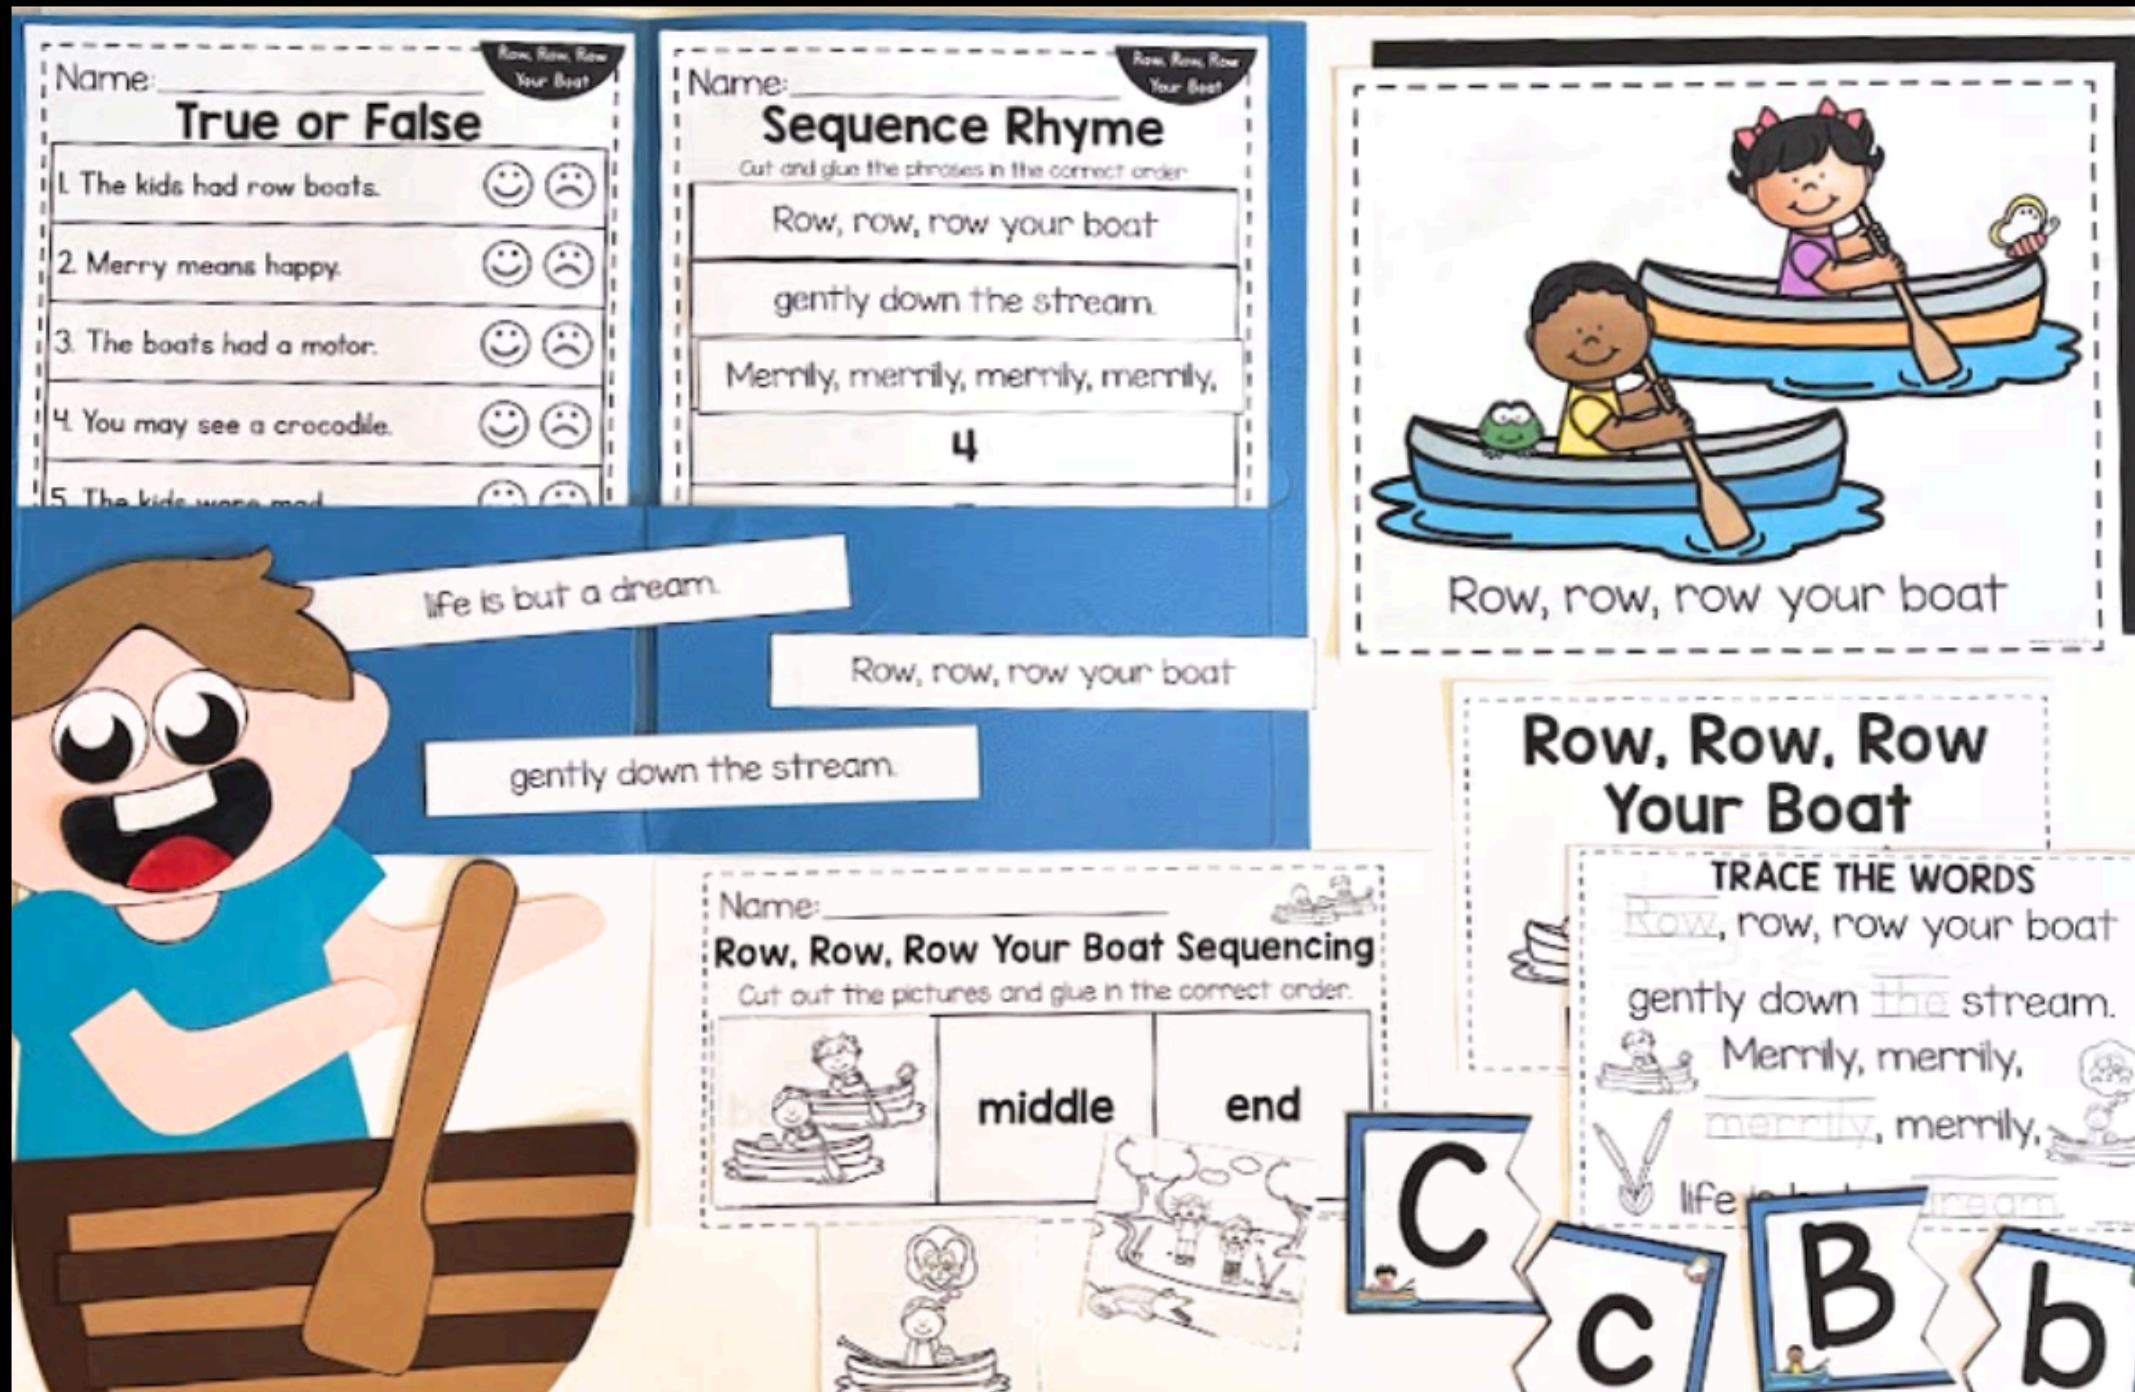 Row, Row, Row
Your Boat
Name:
True or False
1. The kids had row boats.
2. Merry means happy.
3. The boats had a motor.
4. You may see a crocodile.
5. The kids were mad
Row, Row, Row
Your Boat
Name:
Sequence Rhyme
Cut and glue the phrases in the correct order
Row, row, row your boat
gently down the stream.
Merrily, merrily, merrily, merrily,
4
life is but a dream.
Row, row, row your boat
gently down the stream.
Row, row, row your boat
Row, Row, Row
Your Boat
Name:
Row, Row, Row Your Boat Sequencing
Cut out the pictures and glue in the correct order.
middle
end
TRACE THE WORDS
Row, row, row your boat
gently down the stream.
Merrily, merrily,
merrily, merrily,
life
C
c
B
b